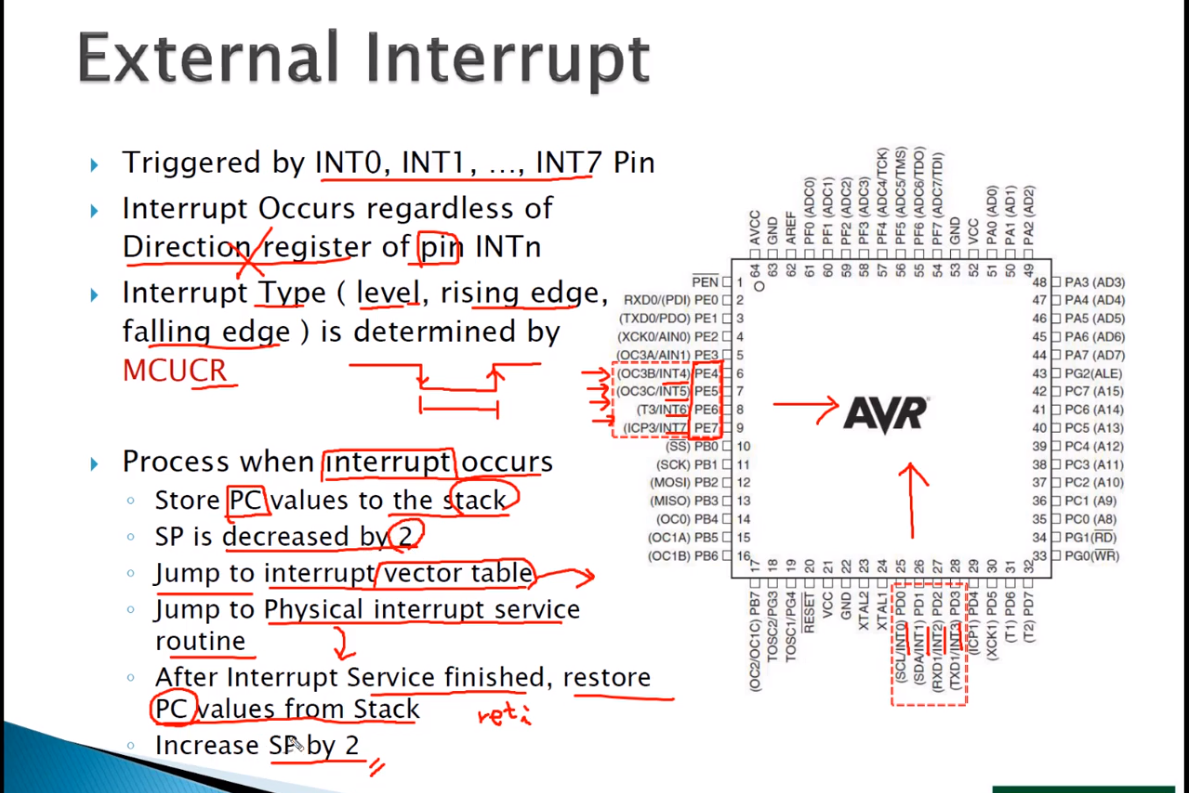 External Interrupt
Triggered by INT0, INT1, …, INT7 Pin
Interrupt Occurs regardless of
Direction register of pin INTn
Interrupt Type ( level, rising edge,
falling edge ) is determined by
MCUCR
Process when interrupt occurs
Store PC values to the stack
SP is decreased by 2
Jump to interrupt vector table
Jump to Physical interrupt service
routine
After Interrupt Service finished, restore
PC values from Stack
reti
Increase SP by 2
AVCC
GND
AREF
PF0 (ADC0)
PF1 (ADC1)
PF2 (ADC2)
PF3 (ADC3)
PF4 (ADC4/TCK)
PF5 (ADC5/TMS)
PF6 (ADC6/TDO)
PF7 (ADC7/TDI)
GND
VCC
PA0 (AD0)
PA1 (AD1)
PA2 (AD2)
64 63 62 61 60 59 58 57 56 55 54 53 52 51 50 49
PEN 1
RXD0/(PDI) PE0 2
(TXD0/PDO) PE1 3
(XCK0/AIN0) PE2 4
(OC3A/AIN1) PE3 5
(OC3B/INT4) PE4 6
(OC3C/INT5) PE5 7
(T3/INT6) PE6 8
(ICP3/INT7) PE7 9
(SS) PB0 10
(SCK) PB1 11
(MOSI) PB2 12
(MISO) PB3 13
(OC0) PB4 14
(OC1A) PB5 15
(OC1B) PB6 16
AVR
48 PA3 (AD3)
47 PA4 (AD4)
46 PA5 (AD5)
45 PA6 (AD6)
44 PA7 (AD7)
43 PG2(ALE)
42 PC7 (A15)
41 PC6 (A14)
40 PC5 (A13)
39 PC4 (A12)
38 PC3 (A11)
37 PC2 (A10)
36 PC1 (A9)
35 PC0 (A8)
34 PG1(RD)
33 PG0(WR)
17 18 19 20 21 22 23 24 25 26 27 28 29 30 31 32
(OC2/OC1C) PB7
TOSC2/PG3
TOSC1/PG4
RESET
VCC
GND
XTAL2
XTAL1
(SCL/INT0) PD0
(SDA/INT1) PD1
(RXD1/INT2) PD2
(TXD1/INT3) PD3
(ICP1) PD4
(XCK1) PD5
(T1) PD6
(T2) PD7